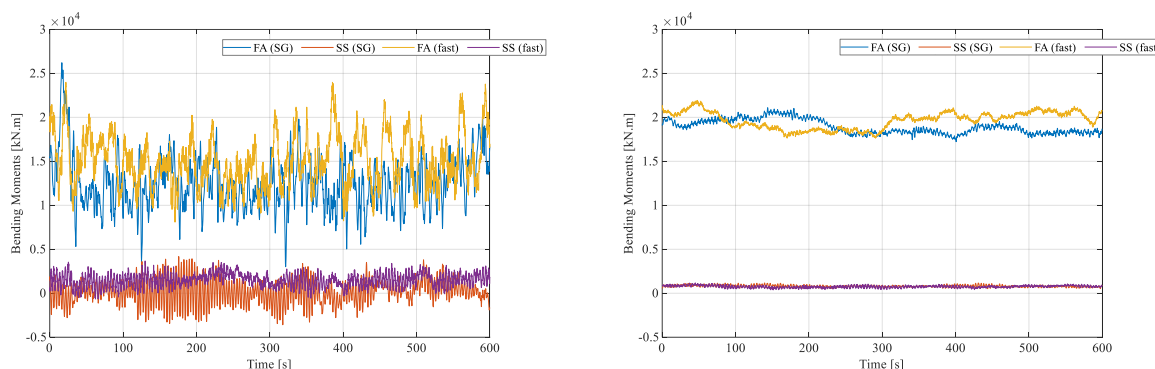 ×10⁴
3
FA (SG) SS (SG) FA (fast) SS (fast)
2.5
2
1.5
1
0.5
0
-0.5
Bending Moments [kN.m]
0 100 200 300 400 500 600
Time [s]
×10⁴
3
FA (SG) SS (SG) FA (fast) SS (fast
2.5
2
1.5
1
0.5
0
-0.5
Bending Moments [kN.m]
0 100 200 300 400 500 600
Time [s]